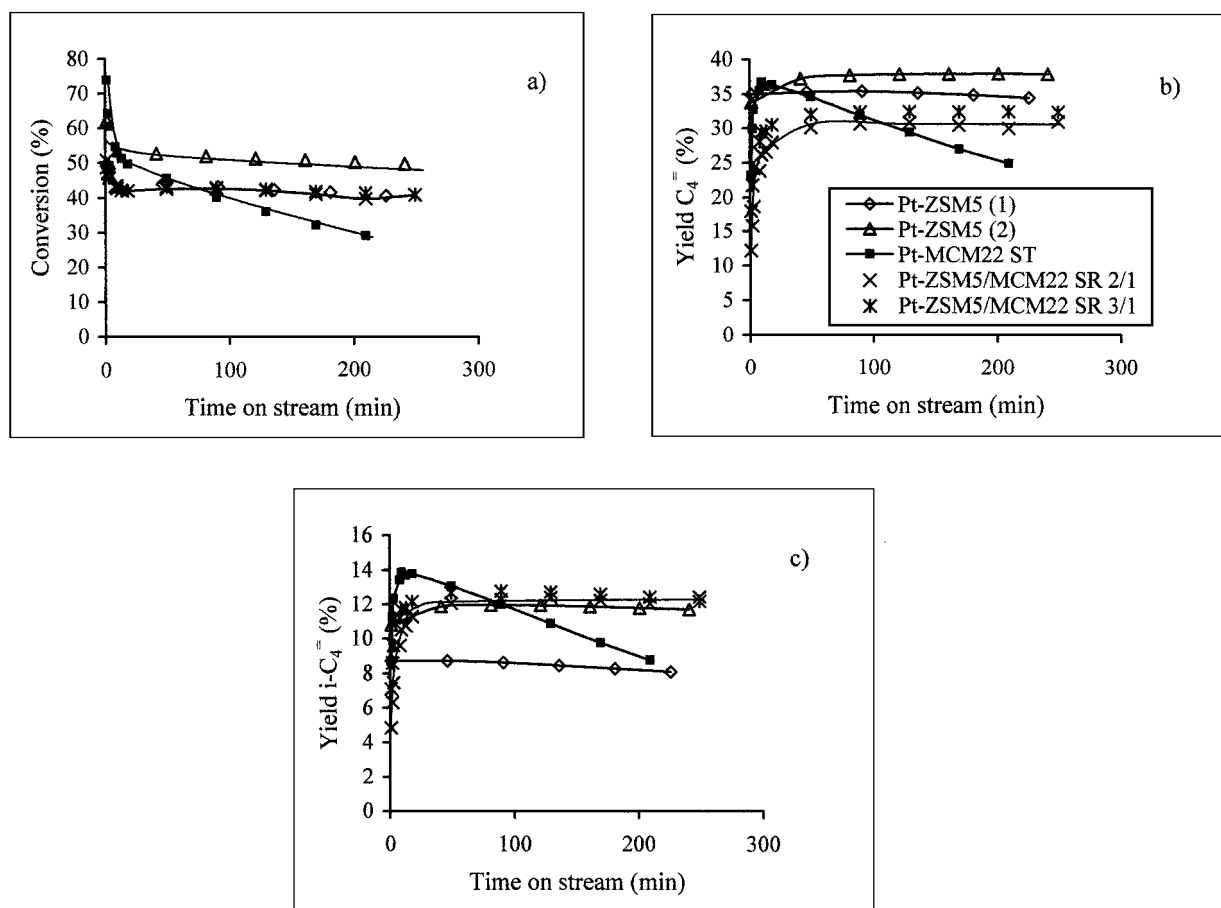 a)
80
70
60
50
40
30
20
10
0
Conversion (%)
0 100 200 300
Time on stream (min)
b)
40
35
30
25
20
15
10
5
0
Yield C₄⁼ (%)
Pt-ZSM5 (1)
Pt-ZSM5 (2)
Pt-MCM22 ST
Pt-ZSM5/MCM22 SR 2/1
Pt-ZSM5/MCM22 SR 3/1
0 100 200 300
Time on stream (min)
c)
16
14
12
10
8
6
4
2
0
Yield i-C₄⁼ (%)
0 100 200 300
Time on stream (min)